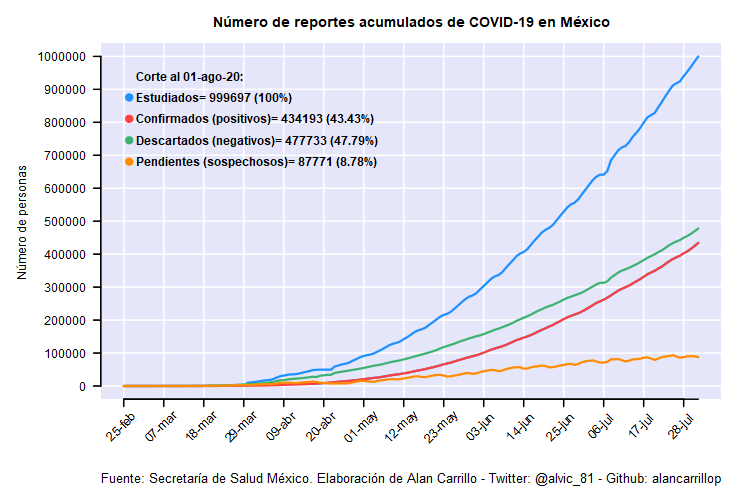 Número de reportes acumulados de COVID-19 en México
Corte al 01-ago-20:
Estudiados= 999697 (100%)
Confirmados (positivos)= 434193 (43.43%)
Descartados (negativos)= 477733 (47.79%)
Pendientes (sospechosos)= 87771 (8.78%)
Número de personas
1000000
900000
800000
700000
600000
500000
400000
300000
200000
100000
0
25-feb
07-mar
18-mar
29-mar
09-abr
20-abr
01-may
12-may
23-may
03-jun
14-jun
25-jun
06-jul
17-jul
28-jul
Fuente: Secretaría de Salud México. Elaboración de Alan Carrillo - Twitter: @alvic_81 - Github: alancarrillop